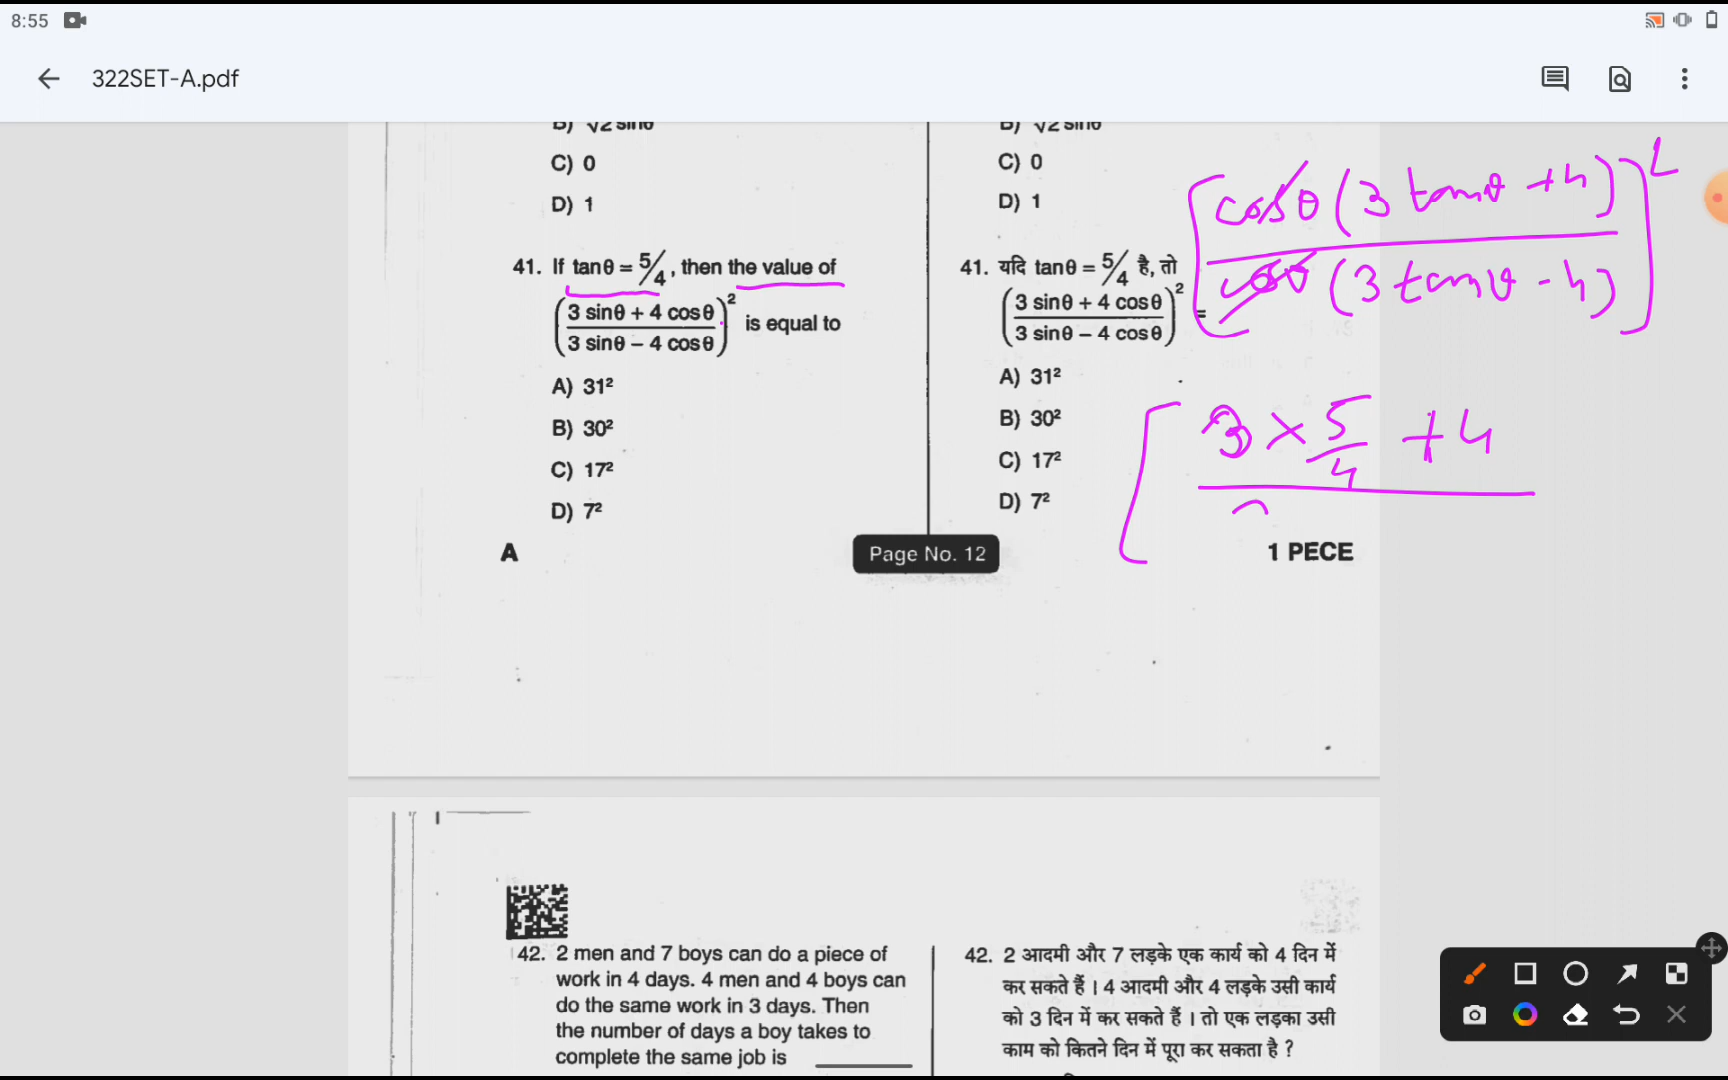 8:55
322SET-A.pdf
B) √2 sinθ
C) 0
D) 1
41. If tanθ = 5/4, then the value of
(3 sinθ + 4 cosθ / 3 sinθ – 4 cosθ)² is equal to
A) 31²
B) 30²
C) 17²
D) 7²
A
B) √2 sinθ
C) 0
D) 1
41. यदि tanθ = 5/4 है, तो
(3 sinθ + 4 cosθ / 3 sinθ – 4 cosθ)² =
A) 31²
B) 30²
C) 17²
D) 7²
[cosθ (3 tanθ + 4) / cosθ (3 tanθ - 4)]²
[3 × 5/4 + 4
Page No. 12
1 PECE
42. 2 men and 7 boys can do a piece of
work in 4 days. 4 men and 4 boys can
do the same work in 3 days. Then
the number of days a boy takes to
complete the same job is ________
42. 2 आदमी और 7 लड़के एक कार्य को 4 दिन में
कर सकते हैं । 4 आदमी और 4 लड़के उसी कार्य
को 3 दिन में कर सकते हैं । तो एक लड़का उसी
काम को कितने दिन में पूरा कर सकता है ?